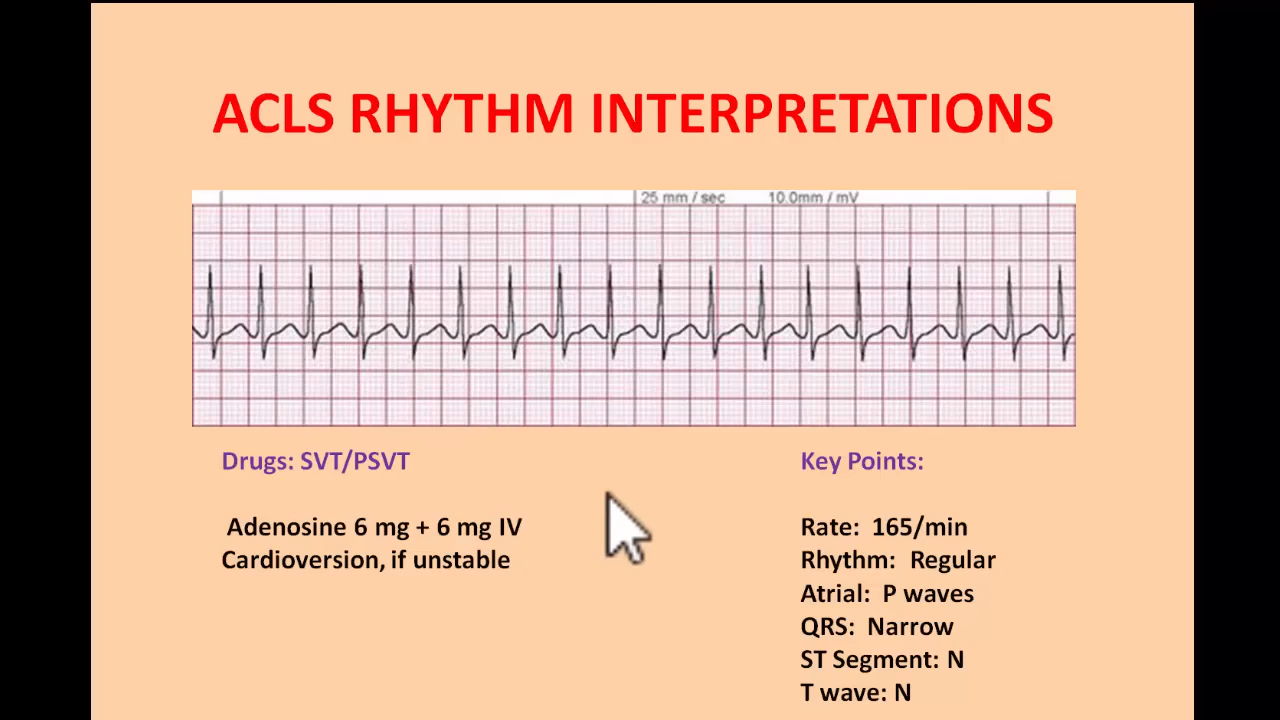 ACLS RHYTHM INTERPRETATIONS
25 mm / sec 10.0mm / mV
Drugs: SVT/PSVT
Adenosine 6 mg + 6 mg IV
Cardioversion, if unstable
Key Points:
Rate: 165/min
Rhythm: Regular
Atrial: P waves
QRS: Narrow
ST Segment: N
T wave: N